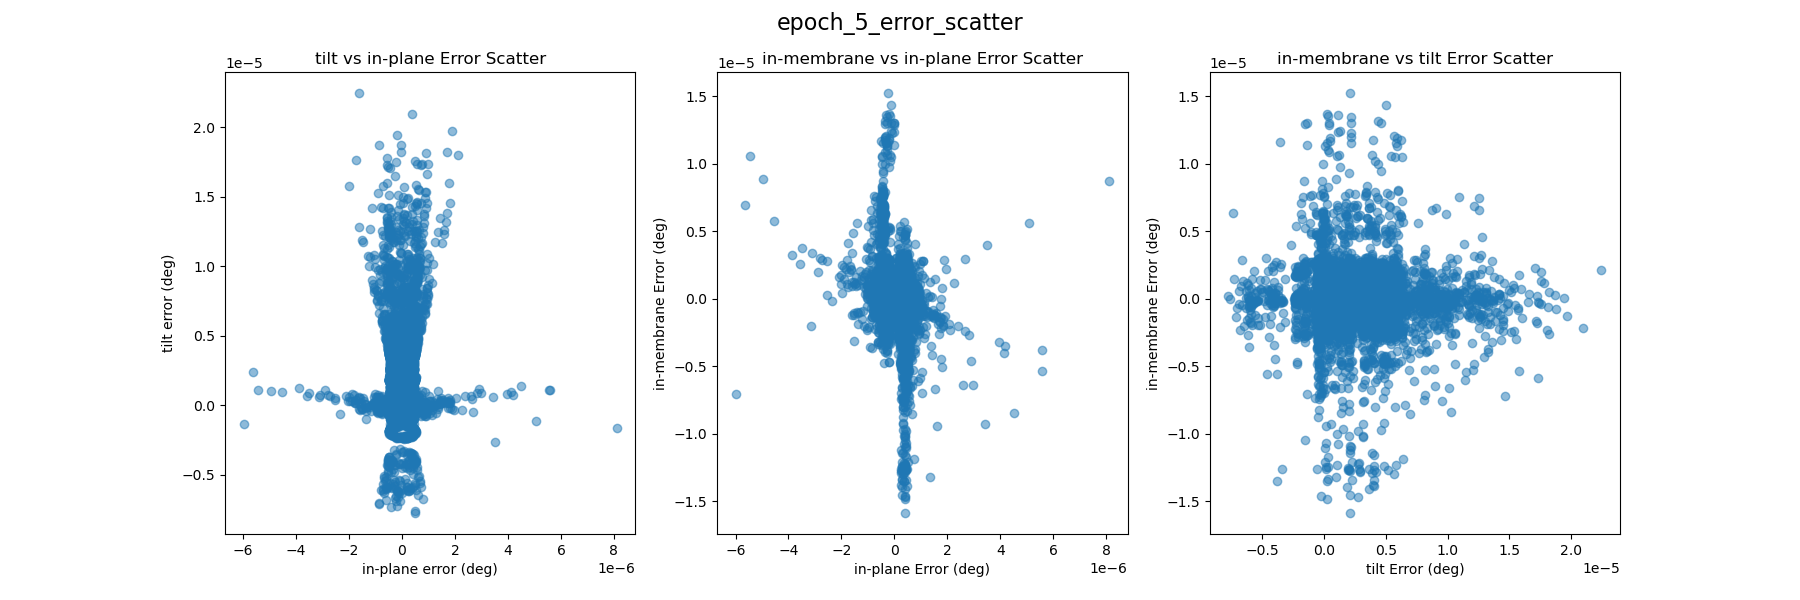 epoch_5_error_scatter
tilt vs in-plane Error Scatter
1e−5
tilt error (deg)
2.0
1.5
1.0
0.5
0.0
−0.5
−6 −4 −2 0 2 4 6 8
in-plane error (deg)
1e−6
in-membrane vs in-plane Error Scatter
1e−5
in-membrane Error (deg)
1.5
1.0
0.5
0.0
−0.5
−1.0
−1.5
−6 −4 −2 0 2 4 6 8
in-plane Error (deg)
1e−6
in-membrane vs tilt Error Scatter
1e−5
in-membrane Error (deg)
1.5
1.0
0.5
0.0
−0.5
−1.0
−1.5
−0.5 0.0 0.5 1.0 1.5 2.0
tilt Error (deg)
1e−5